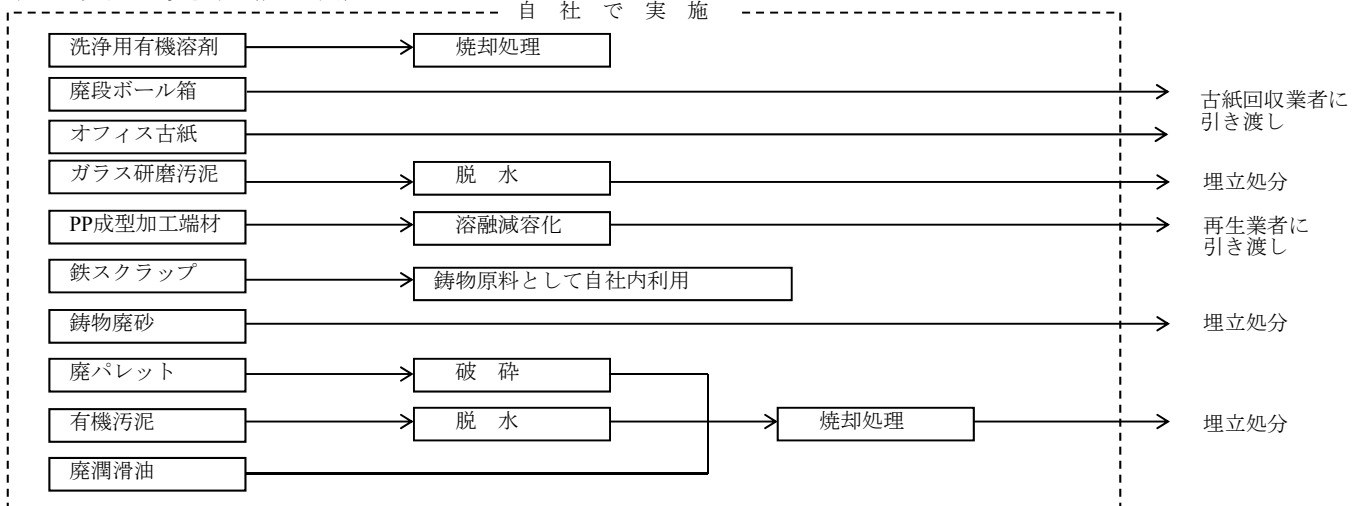 自 社 で 実 施
洗浄用有機溶剤
焼却処理
廃段ボール箱
古紙回収業者に
引き渡し
オフィス古紙
ガラス研磨汚泥
脱 水
埋立処分
PP成型加工端材
溶融減容化
再生業者に
引き渡し
鉄スクラップ
鋳物原料として自社内利用
鋳物廃砂
埋立処分
廃パレット
破 砕
有機汚泥
脱 水
焼却処理
埋立処分
廃潤滑油